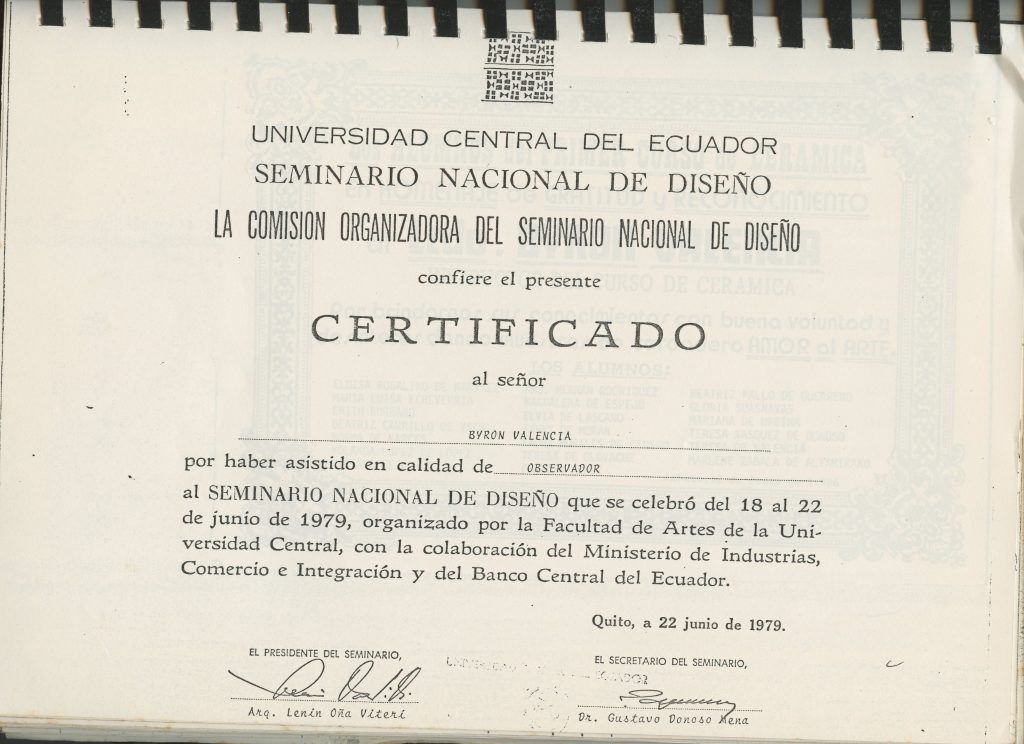 UNIVERSIDAD CENTRAL DEL ECUADOR
SEMINARIO NACIONAL DE DISEÑO
LA COMISION ORGANIZADORA DEL SEMINARIO NACIONAL DE DISEÑO
confiere el presente
CERTIFICADO
al señor
BYRON VALENCIA
por haber asistido en calidad de OBSERVADOR
al SEMINARIO NACIONAL DE DISEÑO que se celebró del 18 al 22
de junio de 1979, organizado por la Facultad de Artes de la Uni-
versidad Central, con la colaboración del Ministerio de Industrias,
Comercio e Integración y del Banco Central del Ecuador.
Quito, a 22 junio de 1979.
EL PRESIDENTE DEL SEMINARIO,
Arq. Lenin Oña Viteri
EL SECRETARIO DEL SEMINARIO,
Dr. Gustavo Donoso Mena